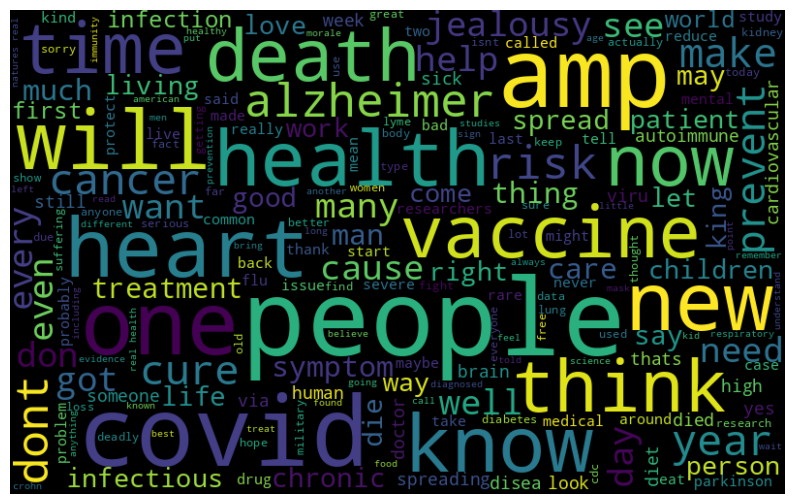 kind infection love week two great jealousy see world study
natures real sorry immunity healthy put morale isnt called actually reduce kidney
time death help amp make
much living use age may today mental
first protect american men said sick alzheimer spread patient
getting made really lyme studies bad autoimmune
will live fact prevention body sign keep tell
show mean type last
left read health risk now prevent cardiovascular
cancer far another women come thing viru let
still want good many researchers sure little
every different serious common better lot might king
suffering anyone bring long man vaccine
due heart thank start always point remember
even probably back cause right care children
treatment flu issue find severe never thought understand
including fight rare data mask
one people new
don real health old believe feel lung free used say kid respiratory
evidence everyone told science thats need
got cure symptom maybe brain case
dont someone life going diagnosed way think high
problem loss via human found call well
anything known die diabetes medical around died yes research
deadly best treat covid military doctor take know year
hope food day diet wait
crohn infectious drug chronic spreading cdc disea look deat person parkinson